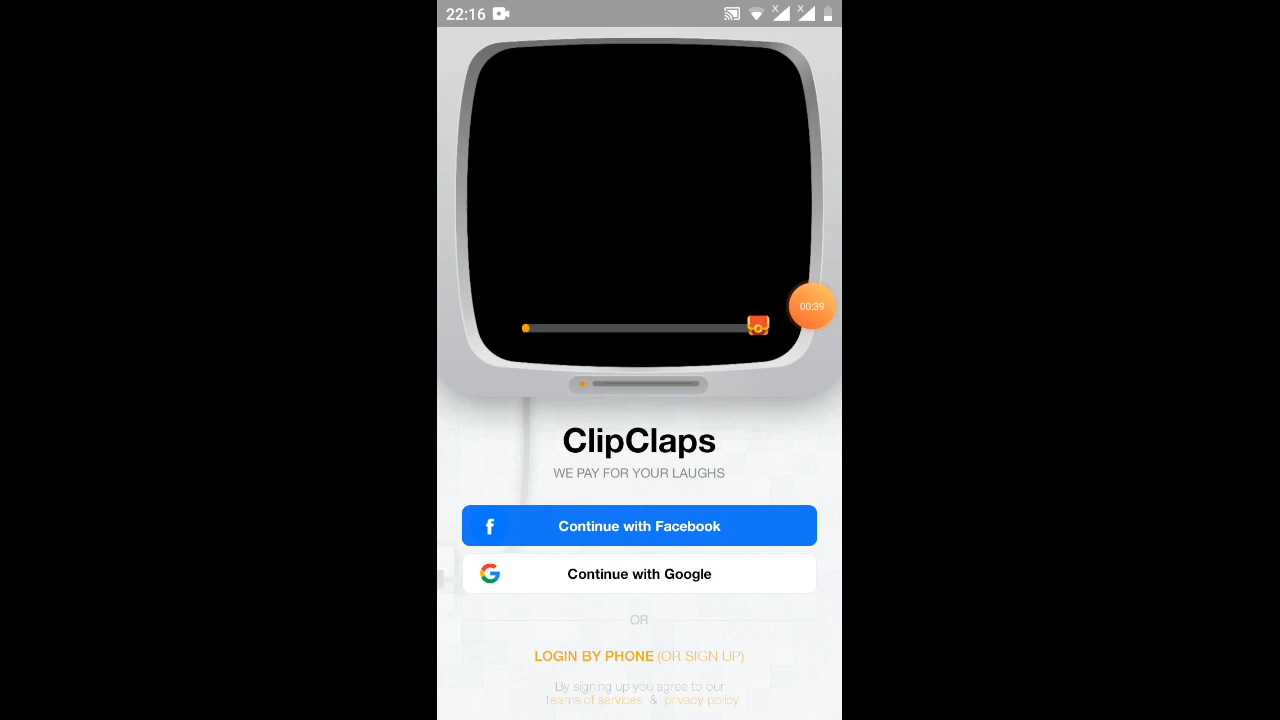 22:16
00:39
ClipClaps
WE PAY FOR YOUR LAUGHS
f Continue with Facebook
G Continue with Google
OR
LOGIN BY PHONE (OR SIGN UP)
By signing up you agree to our
teams of services & privacy policy